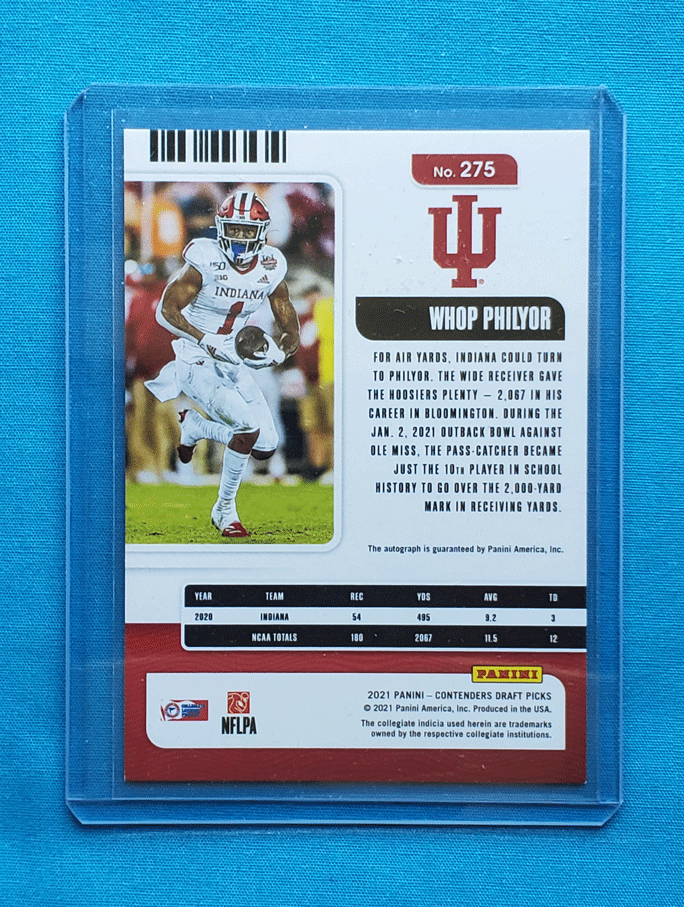 No. 275
150
B1G
INDIANA
1
WHOP PHILYOR
FOR AIR YARDS, INDIANA COULD TURN
TO PHILYOR. THE WIDE RECEIVER GAVE
THE HOOSIERS PLENTY — 2,067 IN HIS
CAREER IN BLOOMINGTON. DURING THE
JAN. 2, 2021 OUTBACK BOWL AGAINST
OLE MISS, THE PASS-CATCHER BECAME
JUST THE 10TH PLAYER IN SCHOOL
HISTORY TO GO OVER THE 2,000-YARD
MARK IN RECEIVING YARDS.
The autograph is guaranteed by Panini America, Inc.
YEAR TEAM REC YDS AVG TD
2020 INDIANA 54 495 9.2 3
NCAA TOTALS 180 2067 11.5 12
PANINI
2021 PANINI – CONTENDERS DRAFT PICKS
© 2021 Panini America, Inc. Produced in the USA.
The collegiate indicia used herein are trademarks
owned by the respective collegiate institutions.
NFLPA